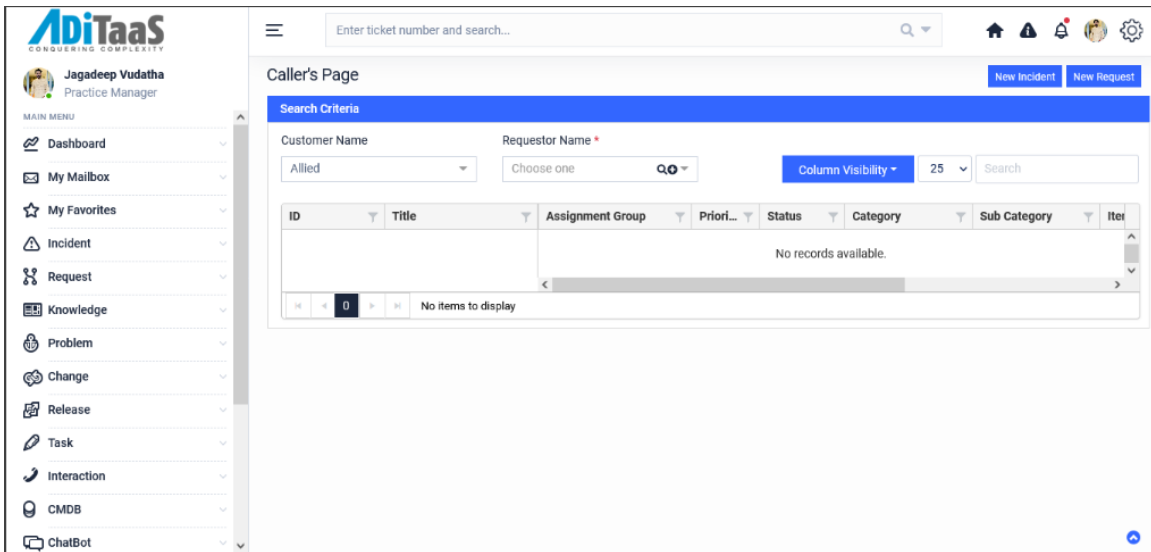 ADiTaaS
CONQUERING COMPLEXITY
Enter ticket number and search...
Jagadeep Vudatha
Practice Manager
MAIN MENU
Dashboard
My Mailbox
My Favorites
Incident
Request
Knowledge
Problem
Change
Release
Task
Interaction
CMDB
ChatBot
Caller's Page
New Incident New Request
Search Criteria
Customer Name Requestor Name *
Allied Choose one Column Visibility 25 Search
ID Title Assignment Group Priori... Status Category Sub Category Iter
No records available.
0 No items to display